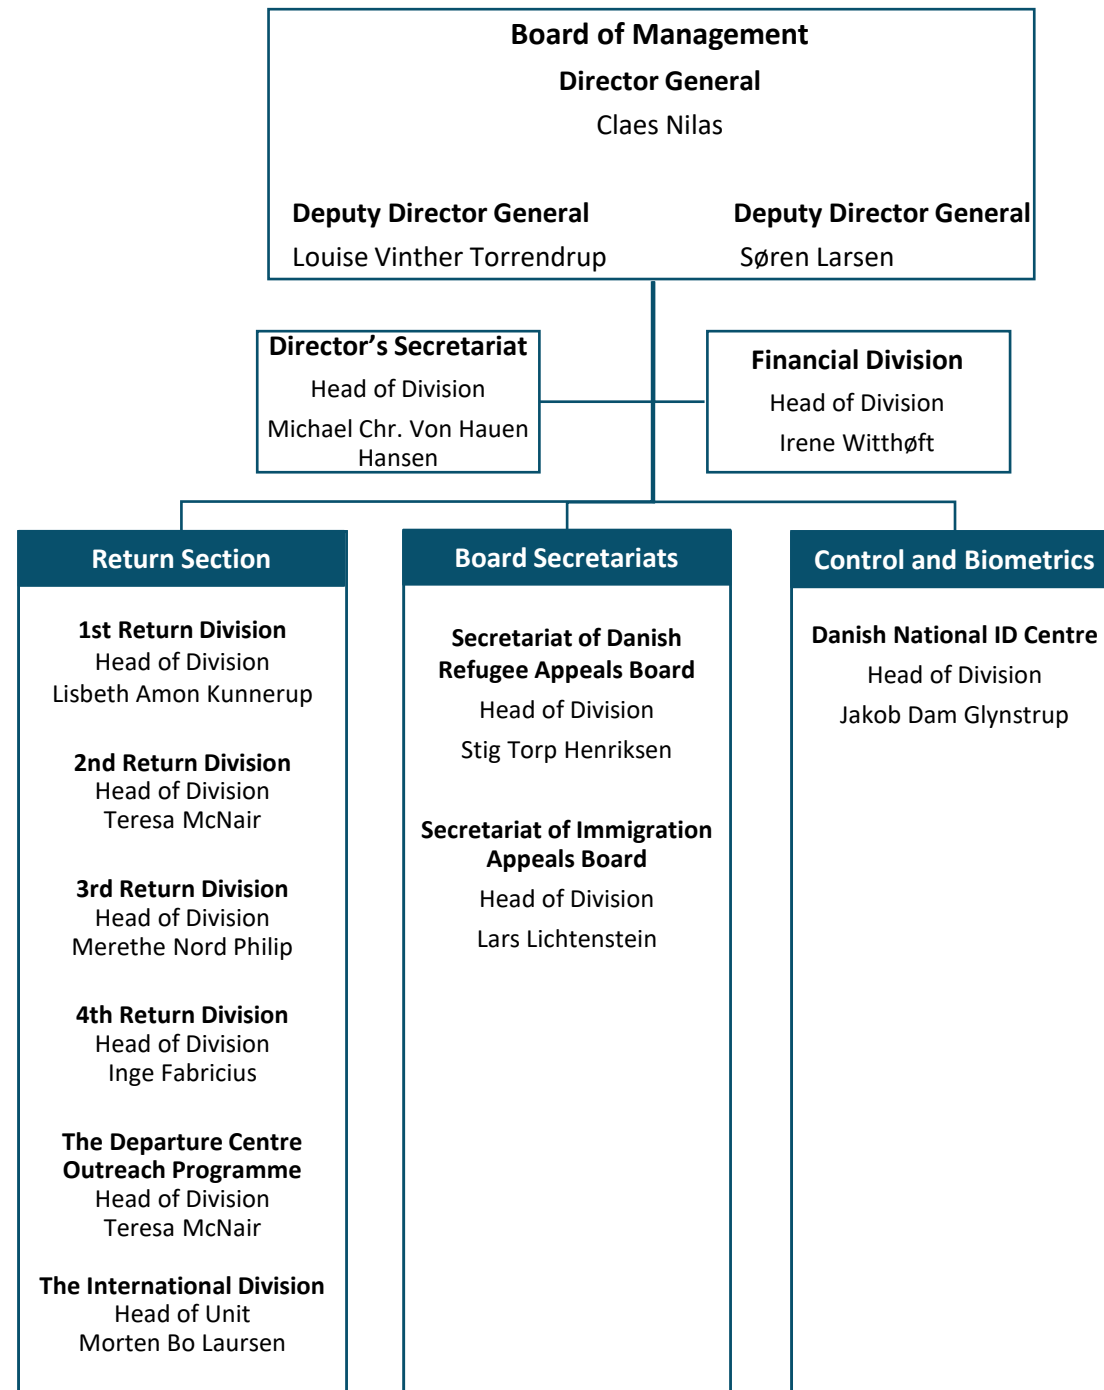 Board of Management
Director General
Claes Nilas
Deputy Director General
Louise Vinther Torrendrup
Deputy Director General
Søren Larsen
Director’s Secretariat
Head of Division
Michael Chr. Von Hauen
Hansen
Financial Division
Head of Division
Irene Witthøft
Return Section
1st Return Division
Head of Division
Lisbeth Amon Kunnerup
2nd Return Division
Head of Division
Teresa McNair
3rd Return Division
Head of Division
Merethe Nord Philip
4th Return Division
Head of Division
Inge Fabricius
The Departure Centre
Outreach Programme
Head of Division
Teresa McNair
The International Division
Head of Unit
Morten Bo Laursen
Board Secretariats
Secretariat of Danish
Refugee Appeals Board
Head of Division
Stig Torp Henriksen
Secretariat of Immigration
Appeals Board
Head of Division
Lars Lichtenstein
Control and Biometrics
Danish National ID Centre
Head of Division
Jakob Dam Glynstrup